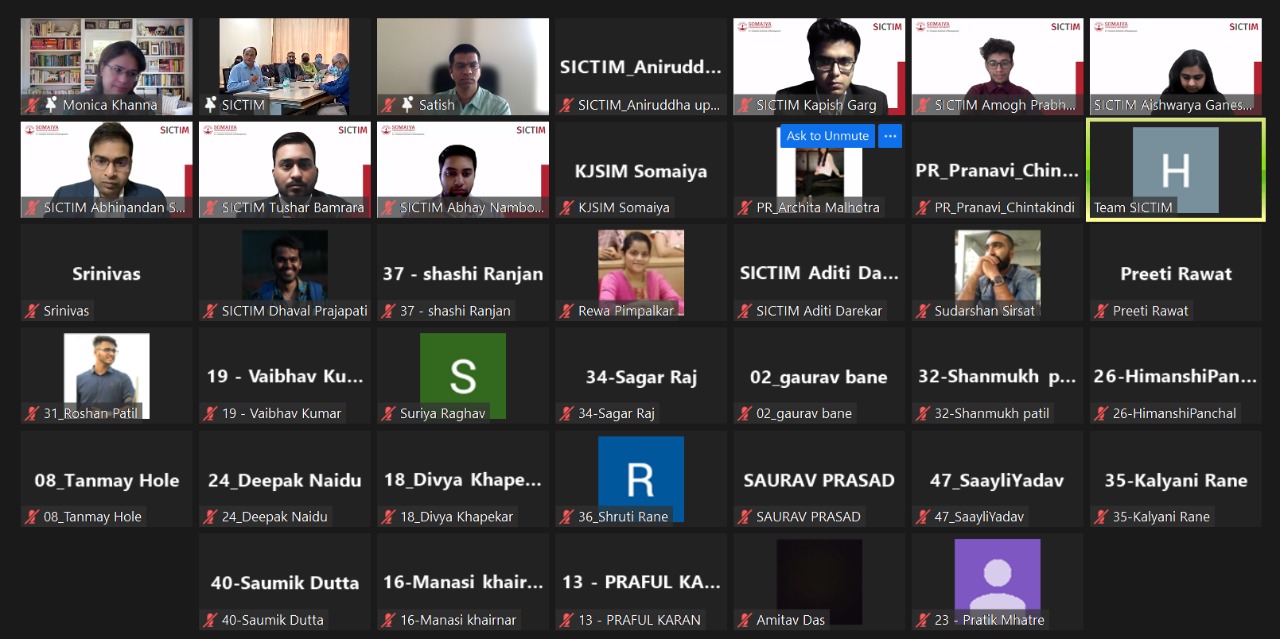 Monica Khanna
SICTIM
Satish
SICTIM_Anirudd...
SICTIM_Aniruddha up...
SOMAIYA
SICTIM
SICTIM Kapish Garg
SOMAIYA
SICTIM
SICTIM Amogh Prabh...
SOMAIYA
SICTIM
SICTIM Aishwarya Ganes...
SOMAIYA
SICTIM
SICTIM Abhinandan S...
SOMAIYA
SICTIM
SICTIM Tushar Bamrara
SOMAIYA
SICTIM
SICTIM Abhay Nambo...
KJSIM Somaiya
KJSIM Somaiya
Ask to Unmute ...
PR_Archita Malhotra
PR_Pranavi_Chin...
PR_Pranavi_Chintakindi
H
Team SICTIM
Srinivas
Srinivas
SICTIM Dhaval Prajapati
37 - shashi Ranjan
37 - shashi Ranjan
Rewa Pimpalkar
SICTIM Aditi Da...
SICTIM Aditi Darekar
Sudarshan Sirsat
Preeti Rawat
Preeti Rawat
31_Roshan Patil
19 - Vaibhav Ku...
19 - Vaibhav Kumar
S
Suriya Raghav
34-Sagar Raj
34-Sagar Raj
02_gaurav bane
02_gaurav bane
32-Shanmukh p...
32-Shanmukh patil
26-HimanshiPan...
26-HimanshiPanchal
08_Tanmay Hole
08_Tanmay Hole
24_Deepak Naidu
24_Deepak Naidu
18_Divya Khape...
18_Divya Khapekar
R
36_Shruti Rane
SAURAV PRASAD
SAURAV PRASAD
47_SaayliYadav
47_SaayliYadav
35-Kalyani Rane
35-Kalyani Rane
40-Saumik Dutta
40-Saumik Dutta
16-Manasi khair...
16-Manasi khairnar
13 - PRAFUL KA...
13 - PRAFUL KARAN
Amitav Das
23 - Pratik Mhatre